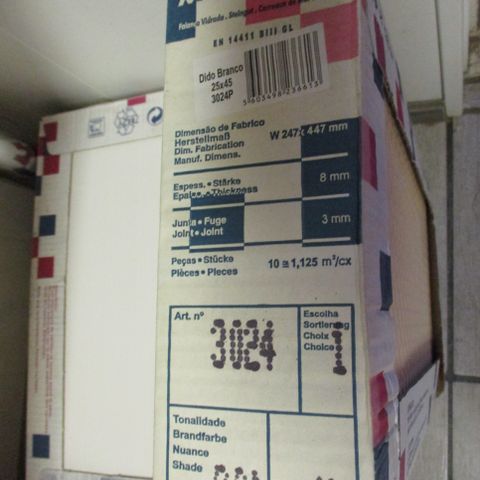 Faiança Vidrada . Steingut . Carreaux de
EN 14411 BIII GL
Dido Branco
25x45
3024P
5603498236613
Dimensão de Fabrico
Herstellmaß
Dim. Fabrication
Manuf. Dimens.
W 247x447 mm
Espess. • Stärke
Epaiss. • Thickness
8 mm
Junta • Fuge
Joint • Joint
3 mm
Peças • Stücke
Pièces • Pieces
10 ≅ 1,125 m²/cx
Art. nº
3024
Escolha
Sortierung
Choix
Choice
1
Tonalidade
Brandfarbe
Nuance
Shade